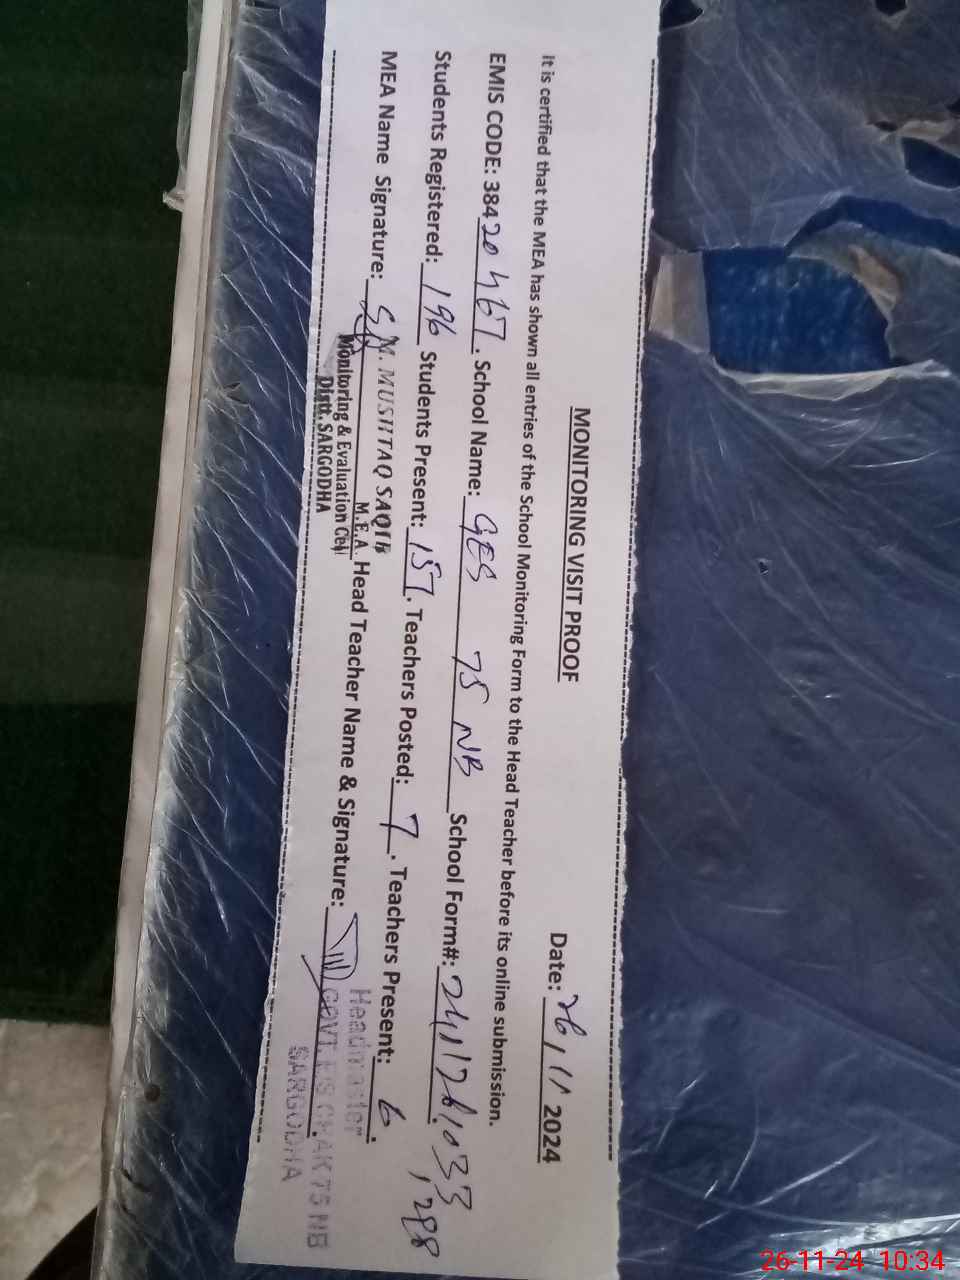 MONITORING VISIT PROOF
Date: 26/11/2024
It is certified that the MEA has shown all entries of the School Monitoring Form to the Head Teacher before its online submission.
EMIS CODE: 38420467. School Name: GES 75 NB School Form#: 241126,033
,288
Students Registered: 196 Students Present: 157. Teachers Posted: 7. Teachers Present: 6.
MEA Name Signature: M. MUSHTAQ SAQIB Head Teacher Name & Signature:
M.E.A.
Monitoring & Evaluation Cell
Distt. SARGODHA
Headmaster
GOVT. E/S CHAK 75 NB
SARGODHA
26-11-24 10:34